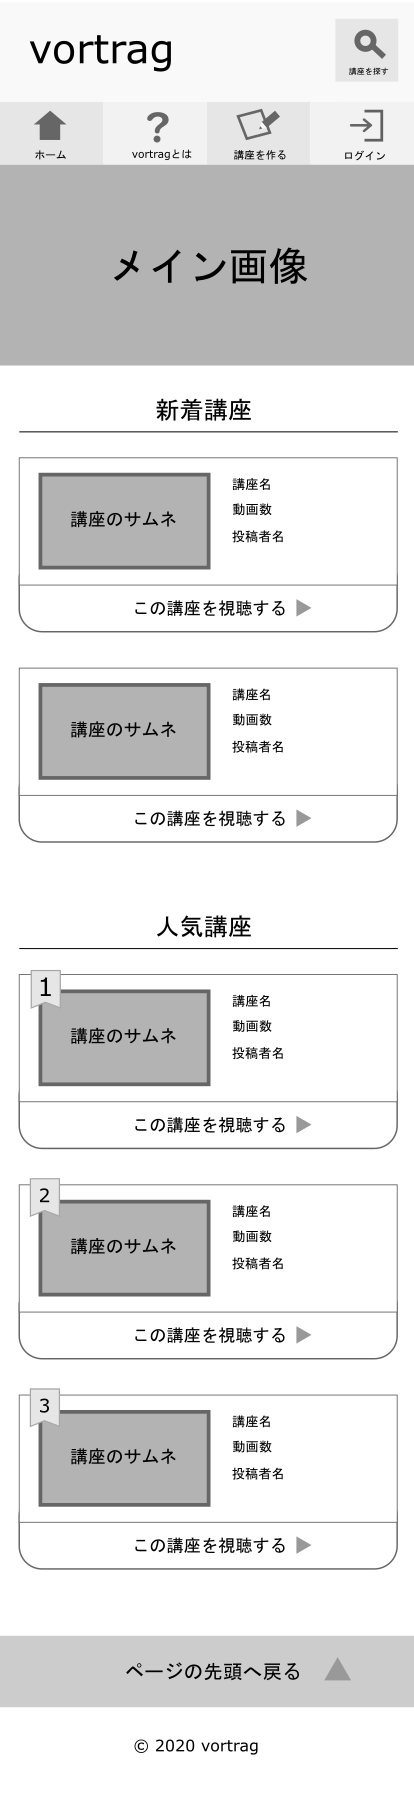 vortrag
講座を探す
ホーム
vortragとは
講座を作る
ログイン
メイン画像
新着講座
講座のサムネ
講座名
動画数
投稿者名
この講座を視聴する
講座のサムネ
講座名
動画数
投稿者名
この講座を視聴する
人気講座
1
講座のサムネ
講座名
動画数
投稿者名
この講座を視聴する
2
講座のサムネ
講座名
動画数
投稿者名
この講座を視聴する
3
講座のサムネ
講座名
動画数
投稿者名
この講座を視聴する
ページの先頭へ戻る
© 2020 vortrag